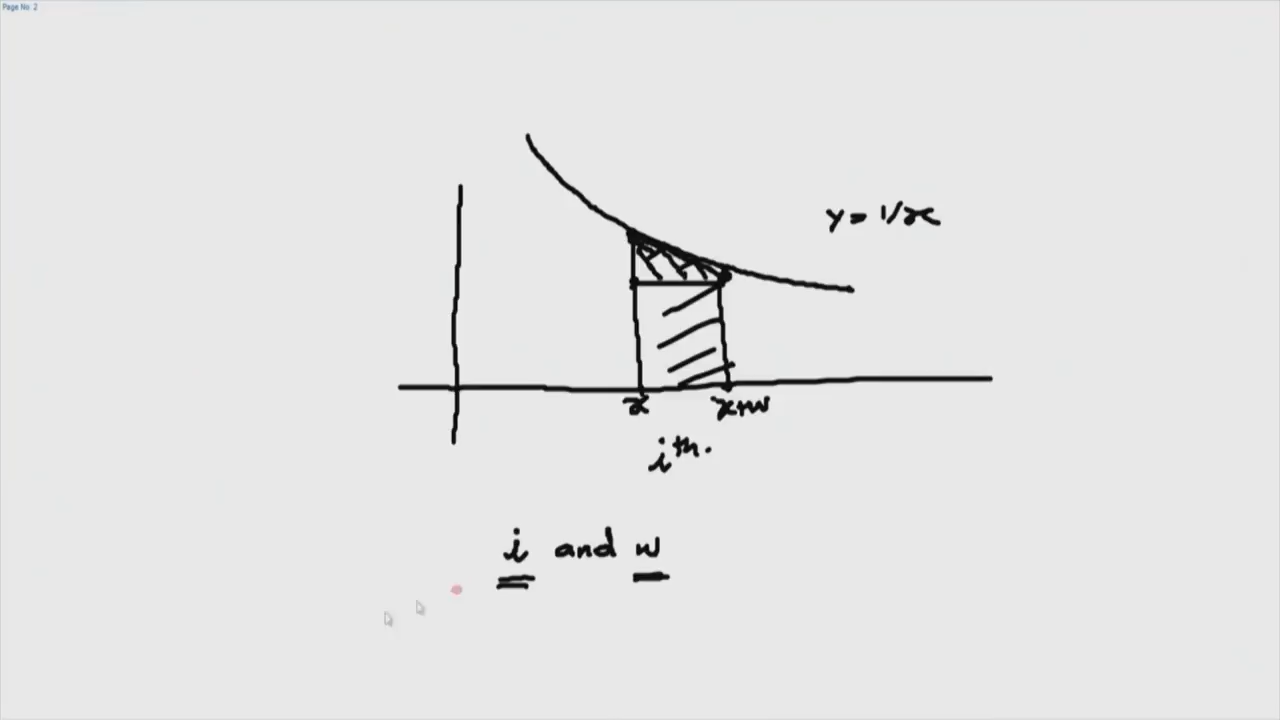 Page No 2
y = 1/x
x x+w
ith.
i and w